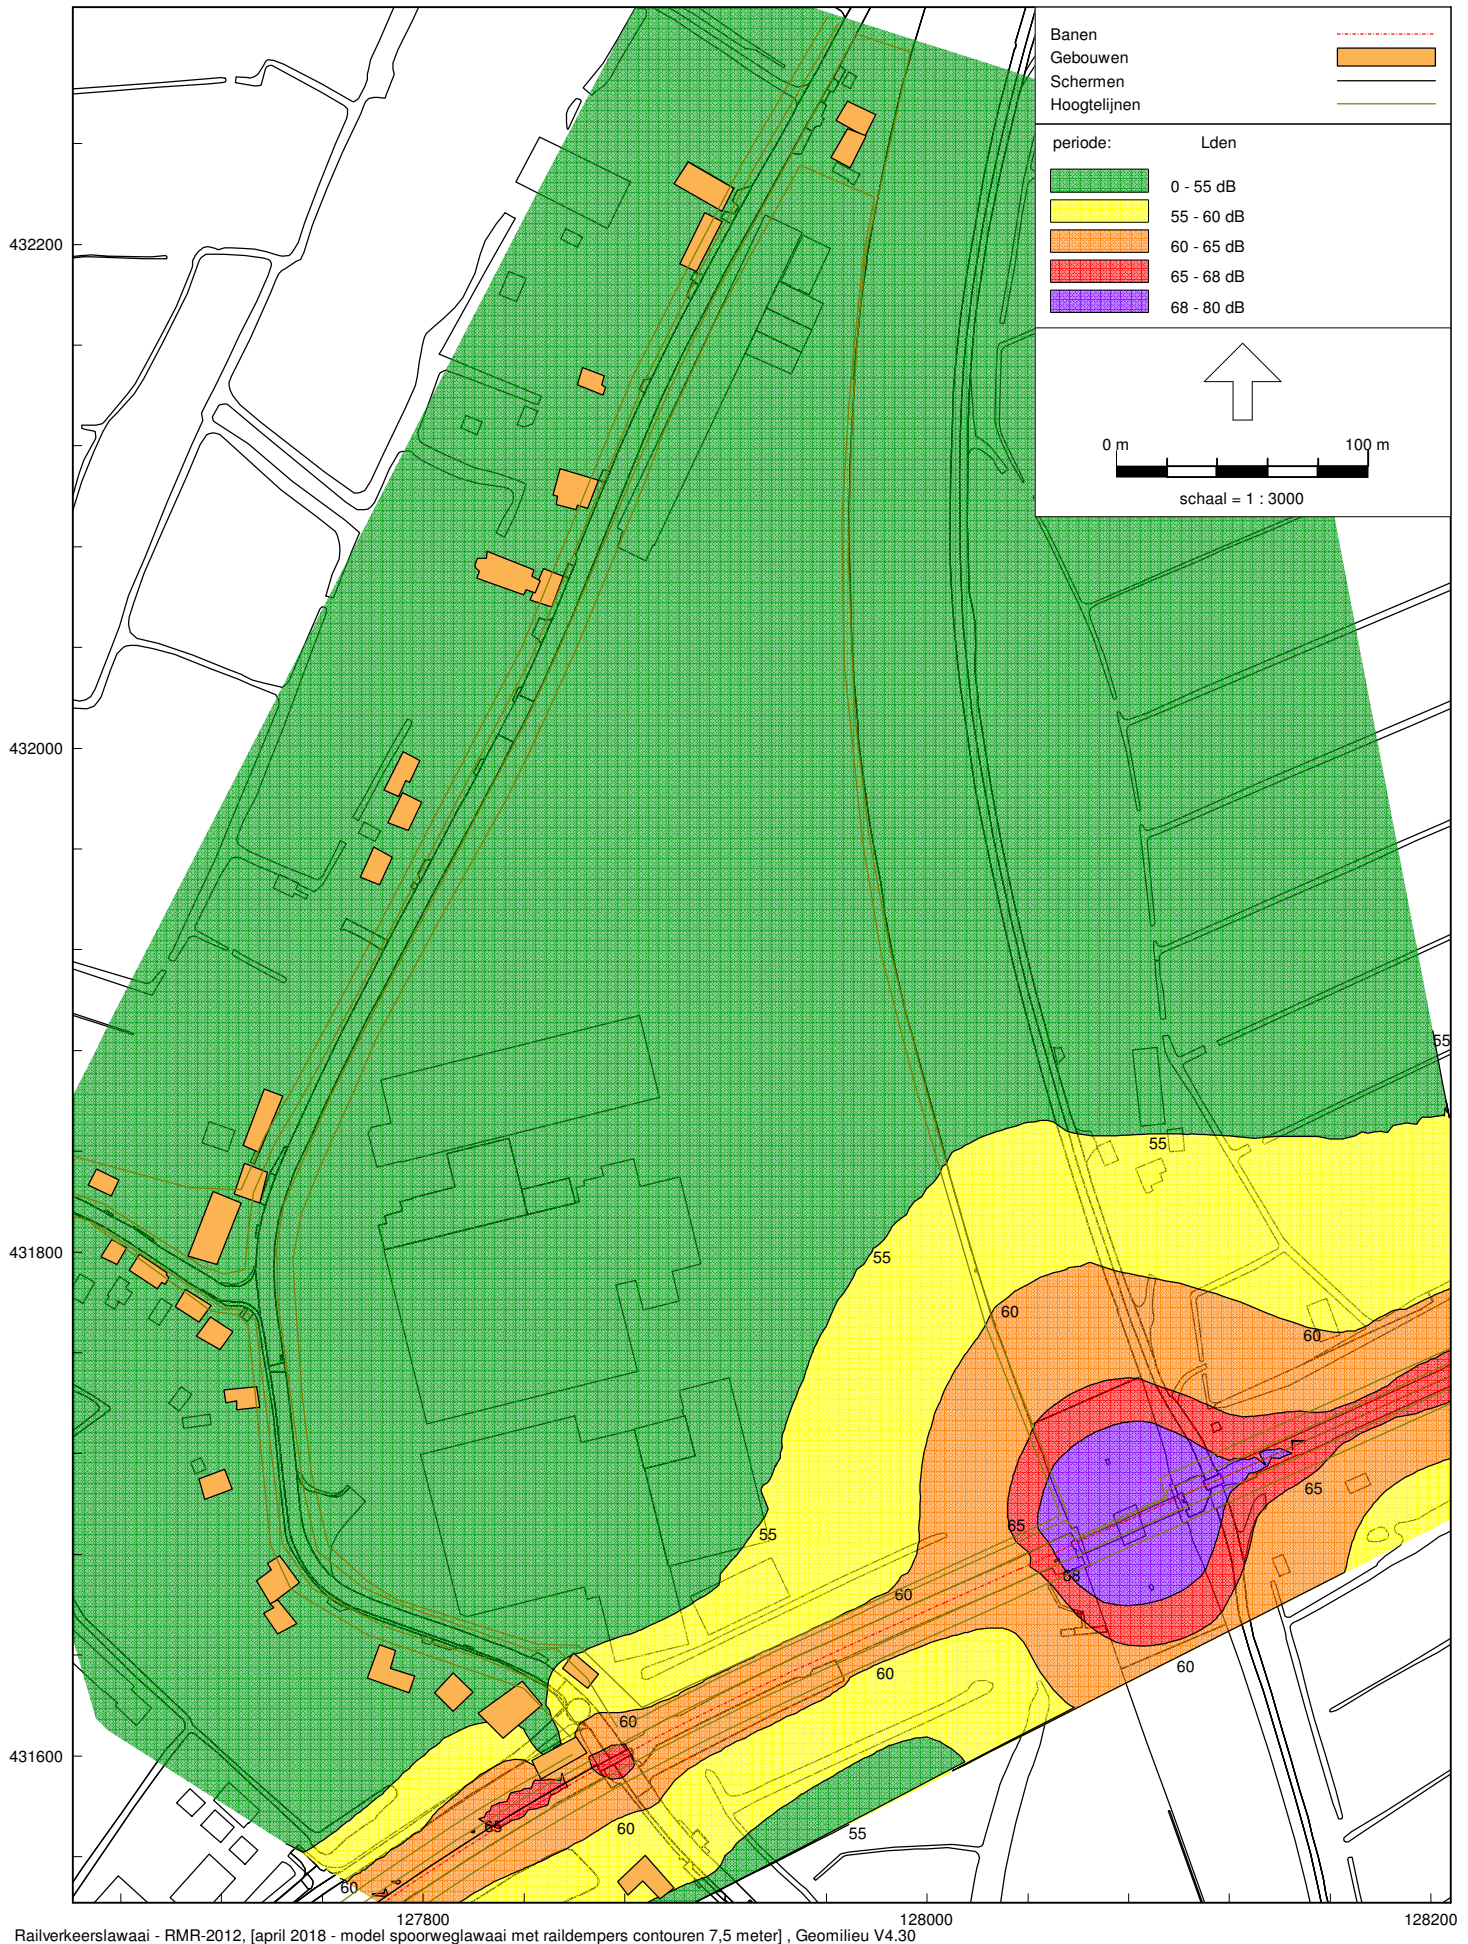 Banen
Gebouwen
Schermen
Hoogtelijnen
periode: Lden
0 - 55 dB
55 - 60 dB
60 - 65 dB
65 - 68 dB
68 - 80 dB
0 m 100 m
schaal = 1 : 3000
432200
432000
55
55
431800
55
60
60
65
55
65
68
60
60
60
60
431600
65
60
55
60
127800 128000 128200
Railverkeerslawaai - RMR-2012, [april 2018 - model spoorweglawaai met raildempers contouren 7,5 meter] , Geomilieu V4.30